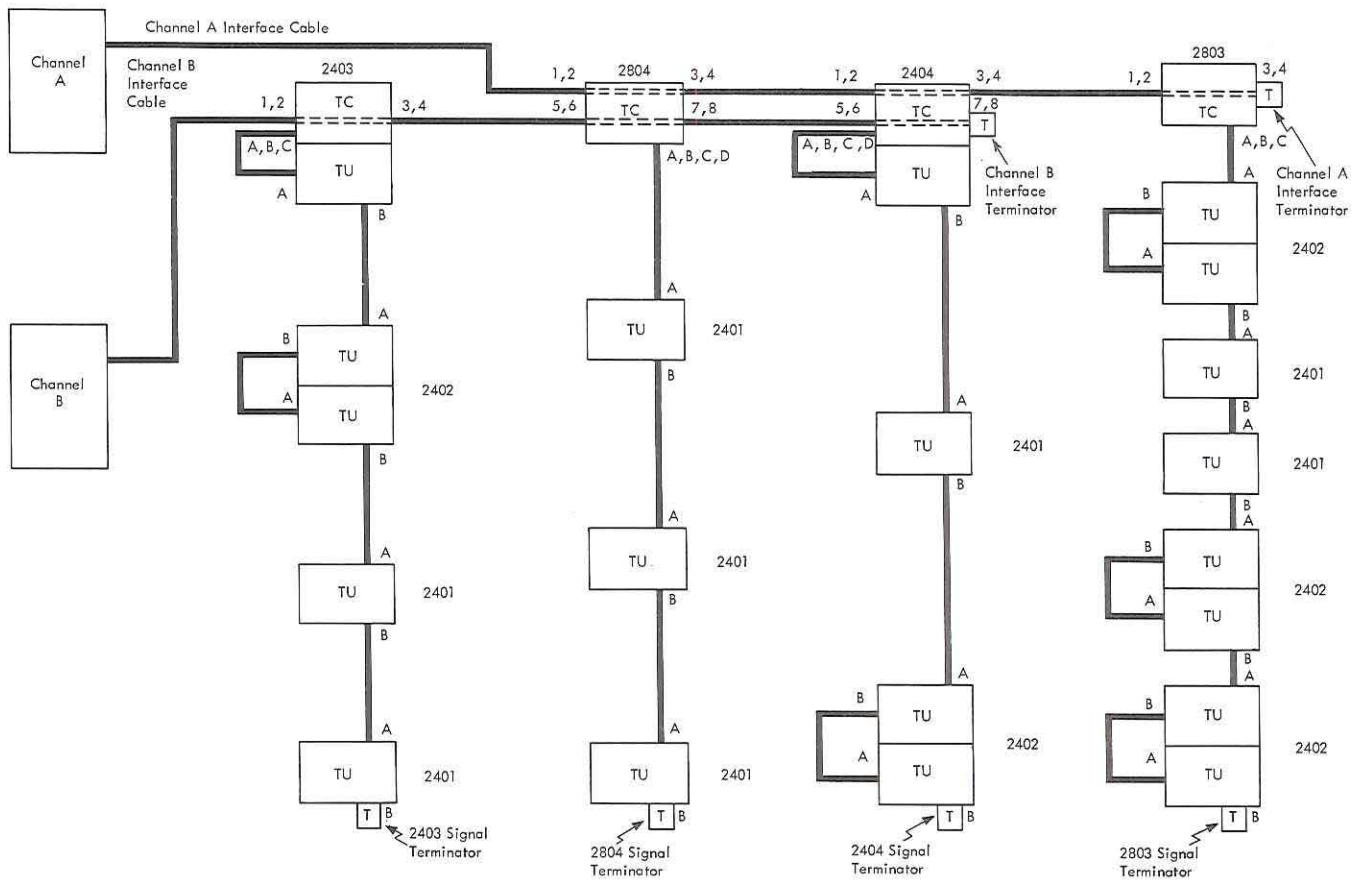 Channel A Interface Cable
Channel
A
Channel B
Interface
Cable
2403
2804
2404
2803
1,2
3,4
1,2
3,4
1,2
3,4
1,2
TC
3,4
5,6
TC
7,8
5,6
TC
7,8
TC
T
T
A,B,C
A,B,C,D
A,B,C,D
A,B,C
TU
TU
A
B
A
B
Channel B
Interface
Terminator
Channel A
Interface
Terminator
A
B
TU
A
TU
2402
B
Channel
B
A
B
TU
A
TU
2402
B
A
TU
2401
B
A
TU
2401
B
A
TU
2401
B
A
TU
2401
B
A
TU
2401
B
A
TU
2401
B
A
B
TU
A
TU
2402
B
A
TU
2401
T
B
2403 Signal
Terminator
A
TU
2401
T
B
2804 Signal
Terminator
A
B
TU
A
TU
2402
T
B
2404 Signal
Terminator
A
B
TU
A
TU
2402
T
B
2803 Signal
Terminator